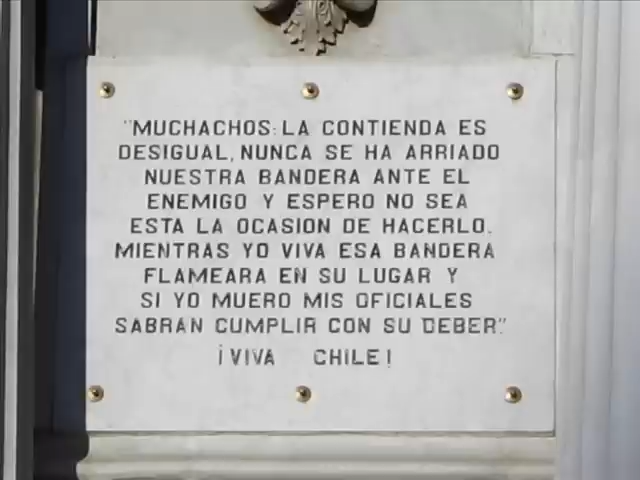 "MUCHACHOS: LA CONTIENDA ES
DESIGUAL, NUNCA SE HA ARRIADO
NUESTRA BANDERA ANTE EL
ENEMIGO Y ESPERO NO SEA
ESTA LA OCASION DE HACERLO.
MIENTRAS YO VIVA ESA BANDERA
FLAMEARA EN SU LUGAR Y
SI YO MUERO MIS OFICIALES
SABRAN CUMPLIR CON SU DEBER"
¡VIVA CHILE!